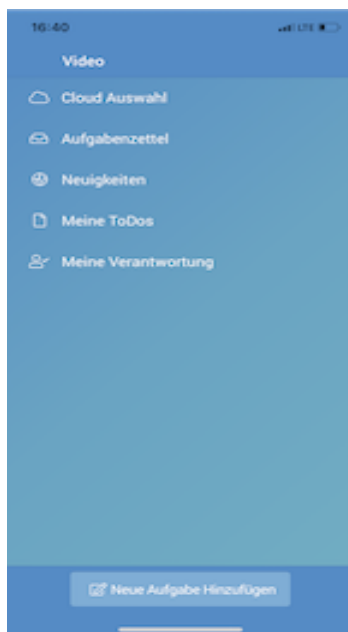 16:40 LTE
Video
Cloud Auswahl
Aufgabenzettel
Neuigkeiten
Meine ToDos
Meine Verantwortung
Neue Aufgabe Hinzufügen